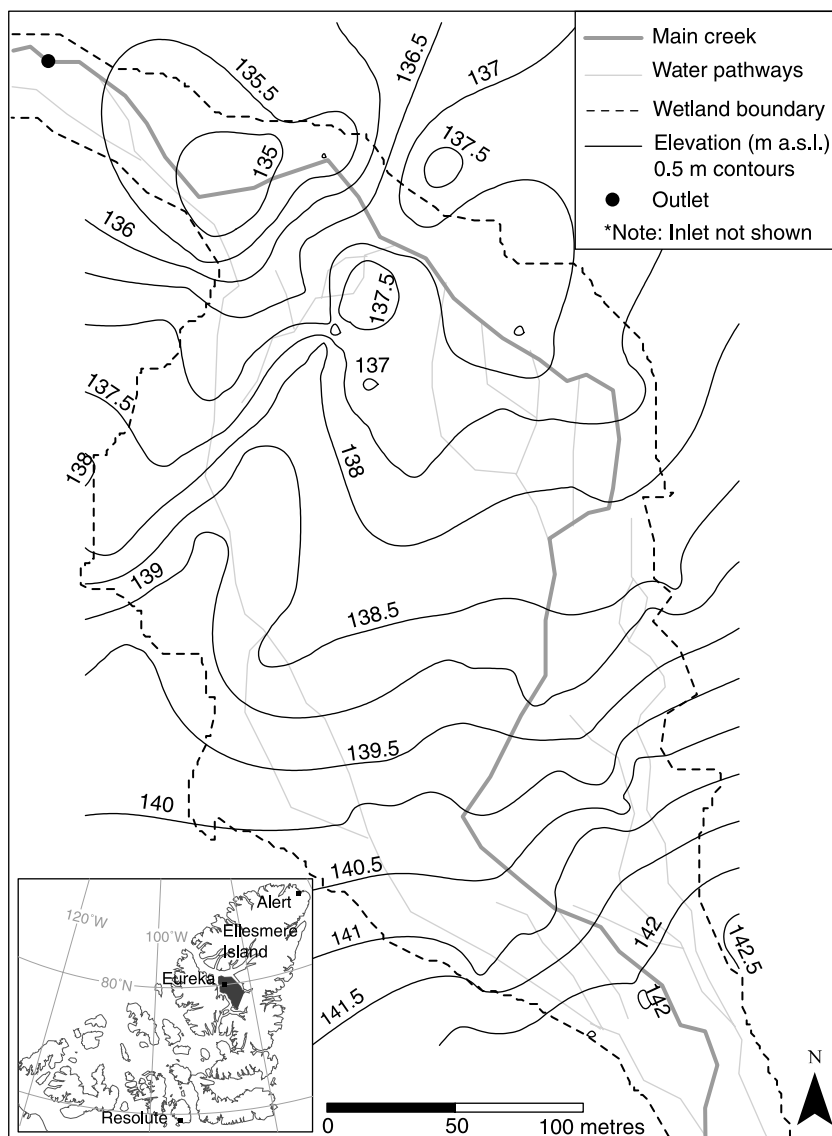 Main creek
Water pathways
Wetland boundary
Elevation (m a.s.l.)
0.5 m contours
Outlet
*Note: Inlet not shown
135.5
136.5
137
137.5
135
136
137.5
137
137.5
138
138
139
138.5
139.5
140
140.5
141
142
142.5
142
141.5
120°W
100°W
80°N
Alert
Ellesmere
Island
Eureka
Resolute
N
0 50 100 metres